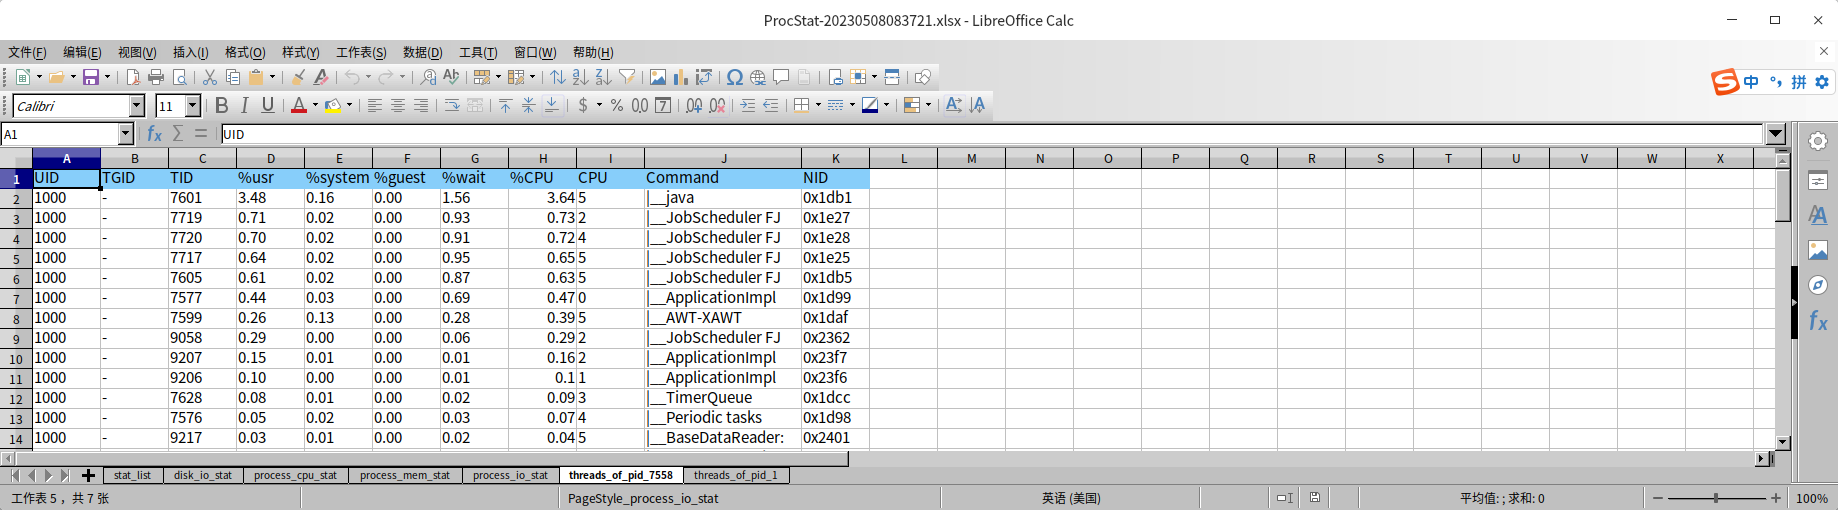 ProcStat-20230508083721.xlsx - LibreOffice Calc
文件(F) 编辑(E) 视图(V) 插入(I) 格式(O) 样式(Y) 工作表(S) 数据(D) 工具(T) 窗口(W) 帮助(H)
中 °, 拼
Calibri 11
A1 UID
A B C D E F G H I J K L M N O P Q R S T U V W X
1 UID TGID TID %usr %system %guest %wait %CPU CPU Command NID
2 1000 - 7601 3.48 0.16 0.00 1.56 3.64 5 |__java 0x1db1
3 1000 - 7719 0.71 0.02 0.00 0.93 0.73 2 |__JobScheduler FJ 0x1e27
4 1000 - 7720 0.70 0.02 0.00 0.91 0.72 4 |__JobScheduler FJ 0x1e28
5 1000 - 7717 0.64 0.02 0.00 0.95 0.65 5 |__JobScheduler FJ 0x1e25
6 1000 - 7605 0.61 0.02 0.00 0.87 0.63 5 |__JobScheduler FJ 0x1db5
7 1000 - 7577 0.44 0.03 0.00 0.69 0.47 0 |__ApplicationImpl 0x1d99
8 1000 - 7599 0.26 0.13 0.00 0.28 0.39 5 |__AWT-XAWT 0x1daf
9 1000 - 9058 0.29 0.00 0.00 0.06 0.29 2 |__JobScheduler FJ 0x2362
10 1000 - 9207 0.15 0.01 0.00 0.01 0.16 2 |__ApplicationImpl 0x23f7
11 1000 - 9206 0.10 0.00 0.00 0.01 0.1 1 |__ApplicationImpl 0x23f6
12 1000 - 7628 0.08 0.01 0.00 0.02 0.09 3 |__TimerQueue 0x1dcc
13 1000 - 7576 0.05 0.02 0.00 0.03 0.07 4 |__Periodic tasks 0x1d98
14 1000 - 9217 0.03 0.01 0.00 0.02 0.04 5 |__BaseDataReader: 0x2401
stat_list disk_io_stat process_cpu_stat process_mem_stat process_io_stat threads_of_pid_7558 threads_of_pid_1
工作表 5 ，共 7 张 PageStyle_process_io_stat 英语 (美国) 平均值: ; 求和: 0 100%